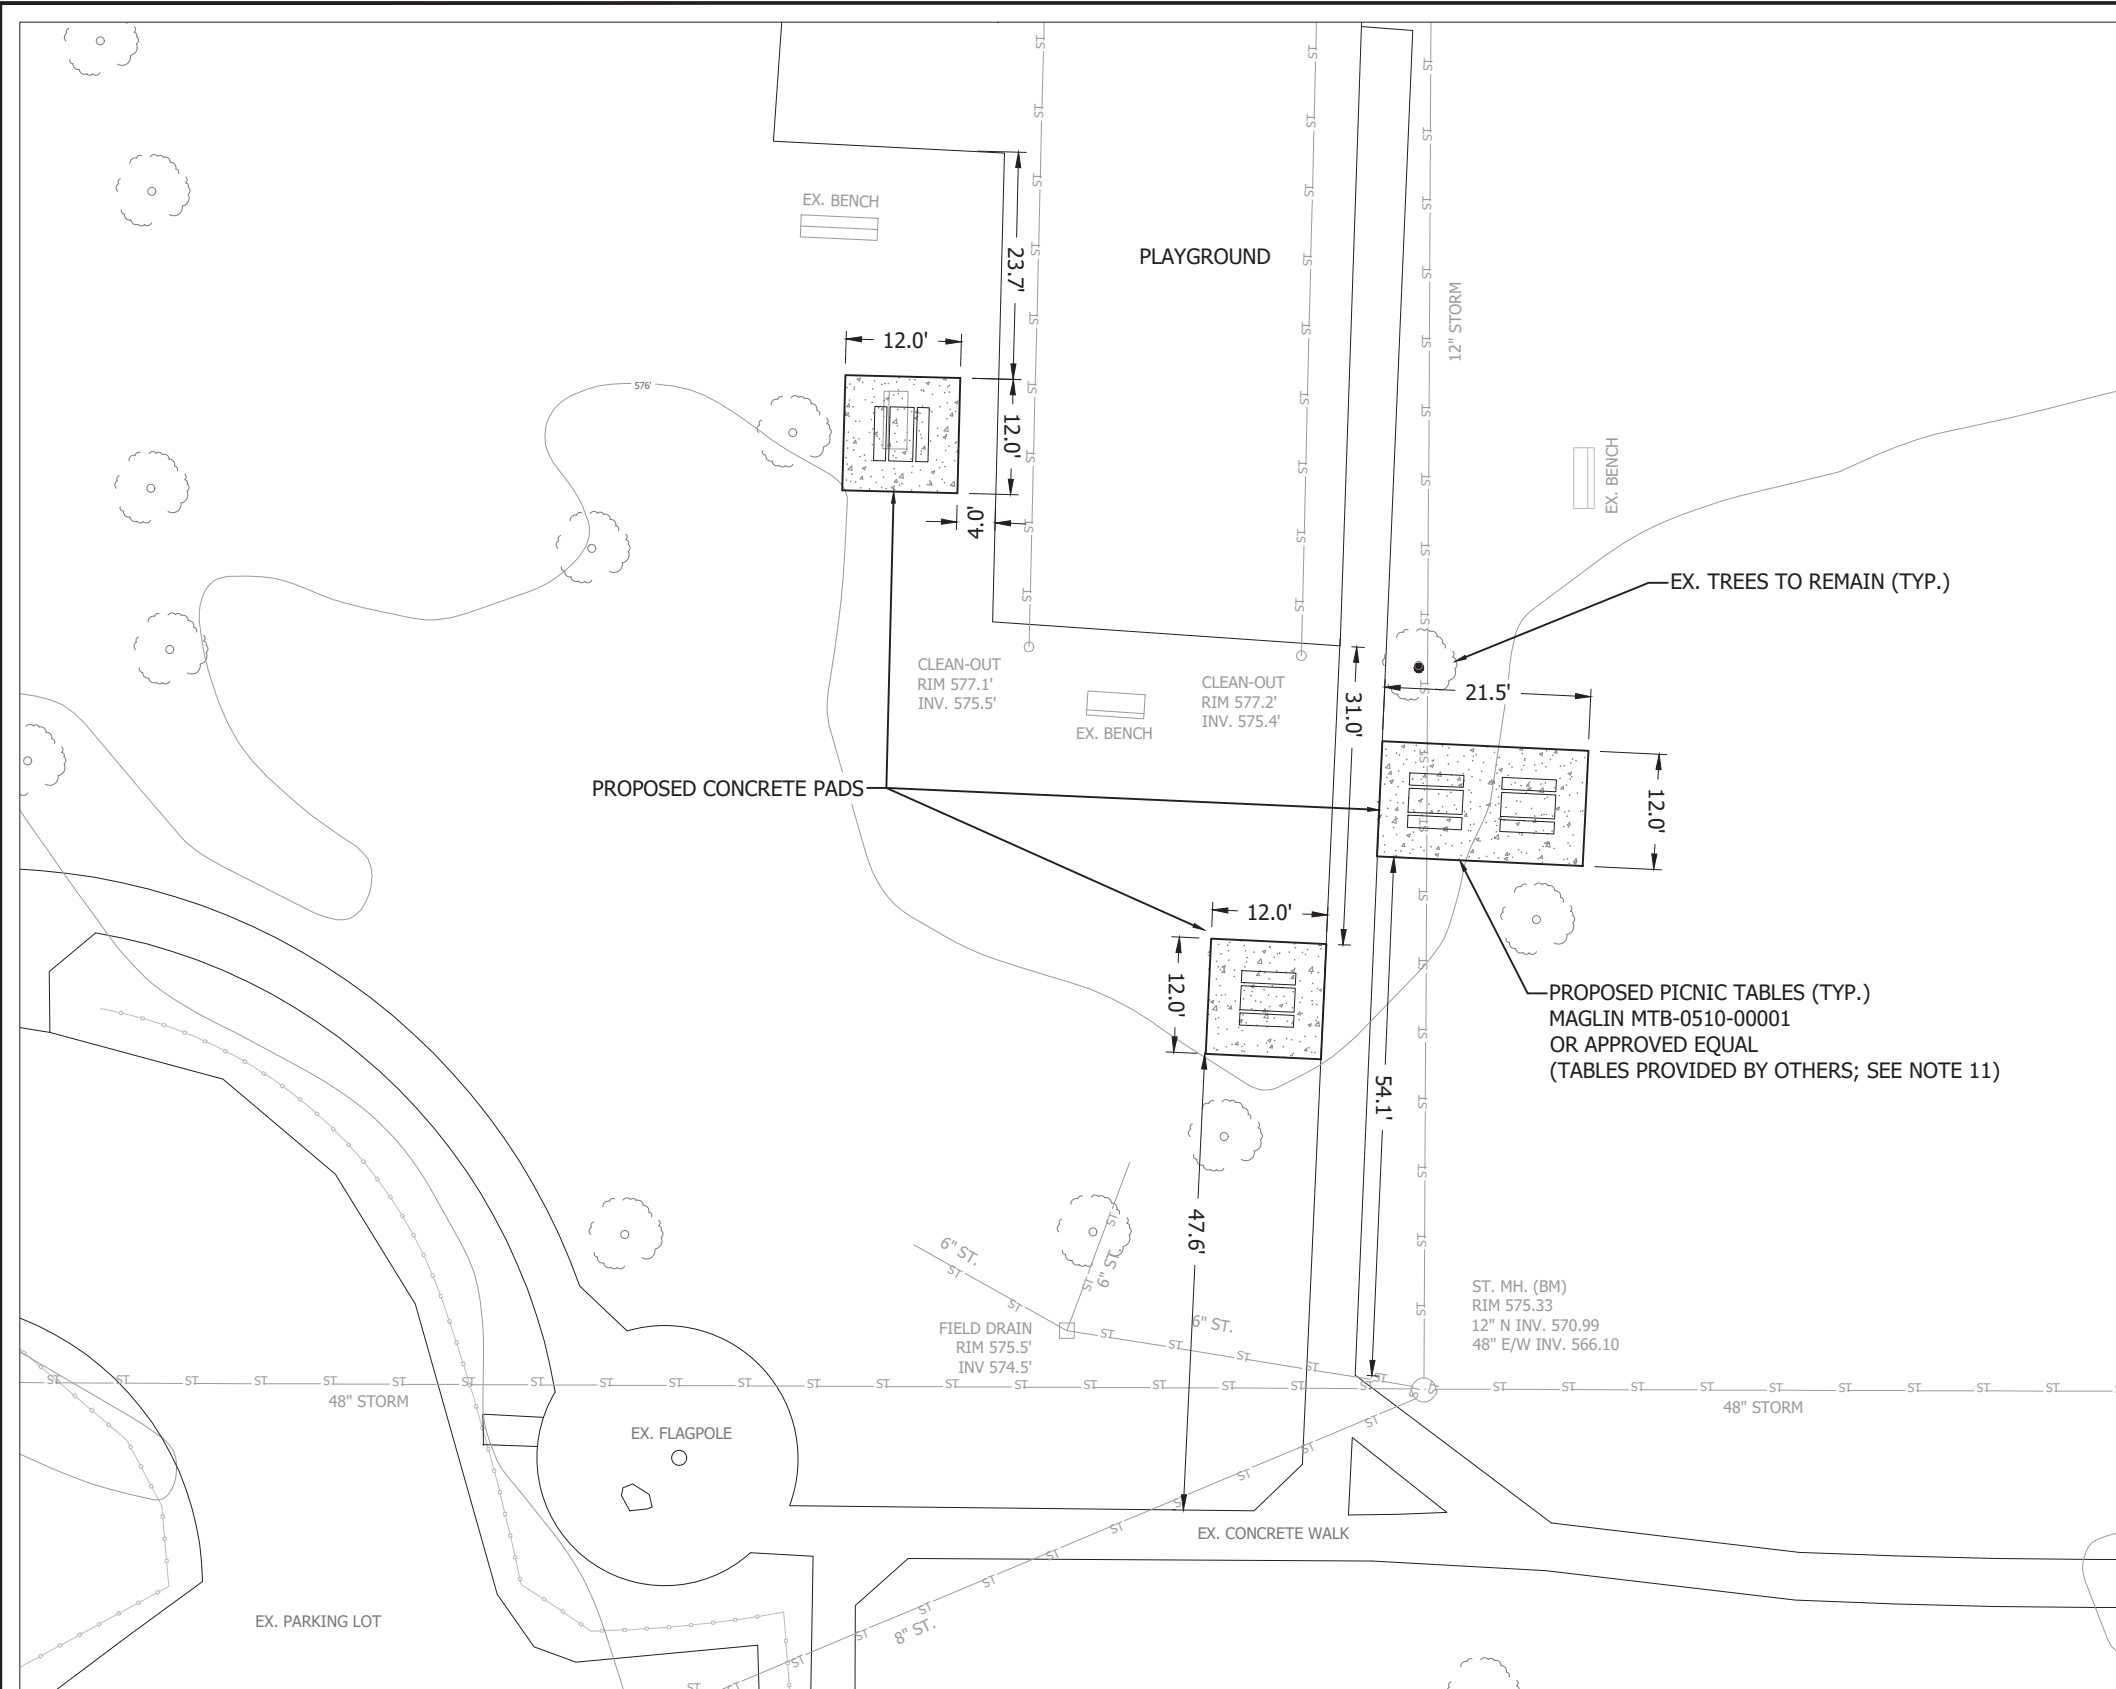 EX. BENCH
23.7'
PLAYGROUND
12" STORM
12.0'
576'
12.0'
4.0'
EX. BENCH
EX. TREES TO REMAIN (TYP.)
CLEAN-OUT
RIM 577.1'
INV. 575.5'
CLEAN-OUT
RIM 577.2'
INV. 575.4'
EX. BENCH
31.0'
21.5'
12.0'
PROPOSED CONCRETE PADS
12.0'
12.0'
PROPOSED PICNIC TABLES (TYP.)
MAGLIN MTB-0510-00001
OR APPROVED EQUAL
(TABLES PROVIDED BY OTHERS; SEE NOTE 11)
54.1'
47.6'
6" ST.
6" ST.
6" ST.
FIELD DRAIN
RIM 575.5'
INV 574.5'
ST. MH. (BM)
RIM 575.33
12" N INV. 570.99
48" E/W INV. 566.10
48" STORM
48" STORM
EX. FLAGPOLE
EX. CONCRETE WALK
EX. PARKING LOT
8" ST.
ST